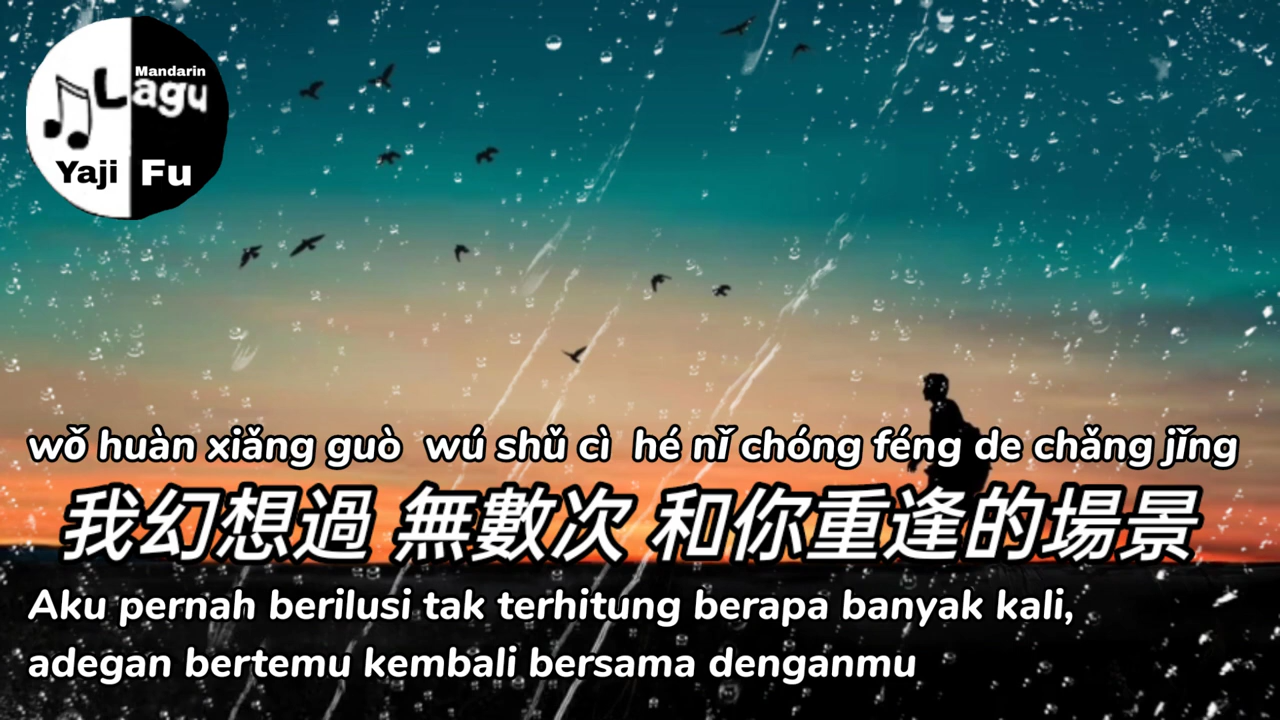 Mandarin
Lagu
Yaji Fu
wǒ huàn xiǎng guò wú shǔ cì hé nǐ chóng féng de chǎng jǐng
我幻想過 無數次 和你重逢的場景
Aku pernah berilusi tak terhitung berapa banyak kali,
adegan bertemu kembali bersama denganmu